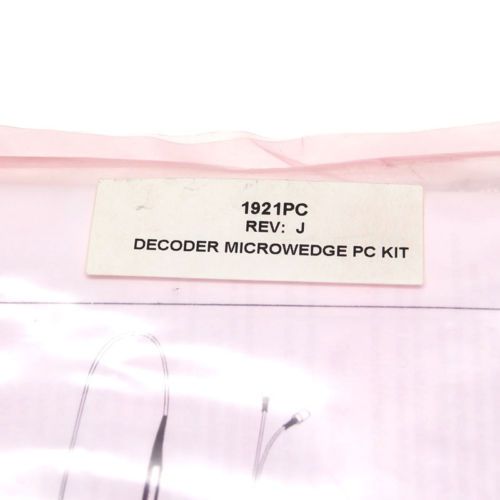 1921PC
REV: J
DECODER MICROWEDGE PC KIT